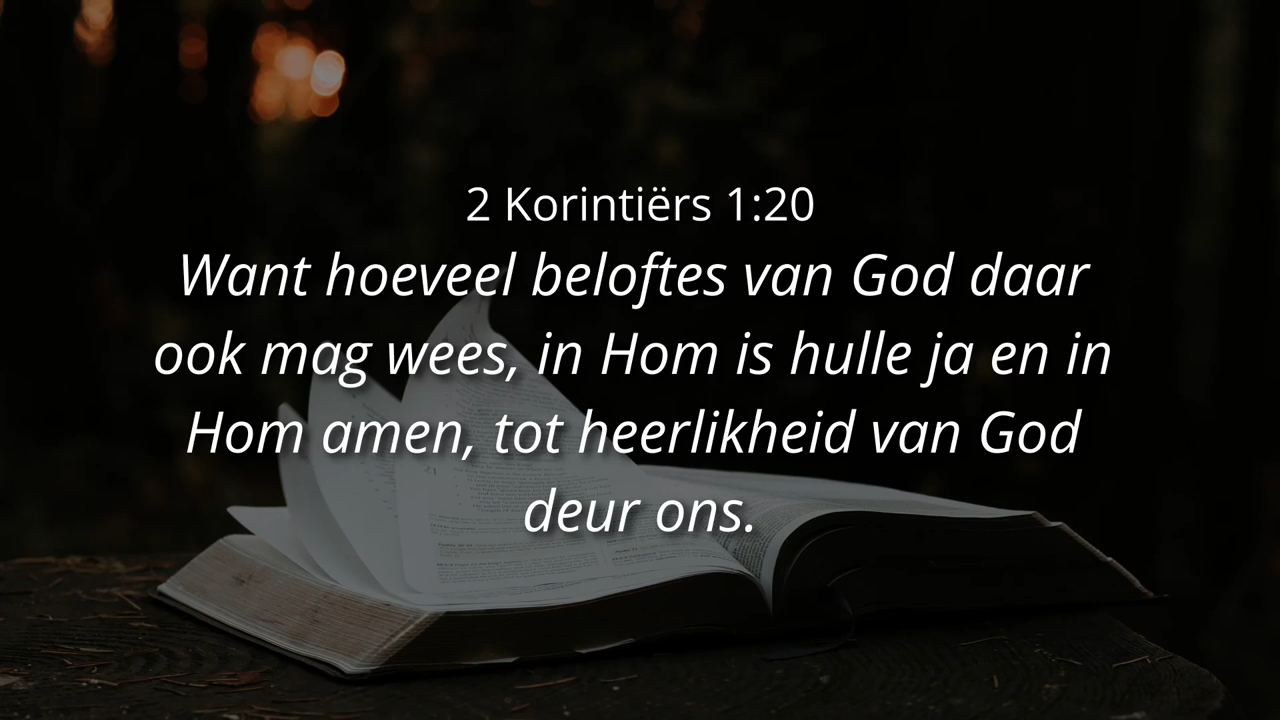 2 Korintiërs 1:20
Want hoeveel beloftes van God daar
ook mag wees, in Hom is hulle ja en in
Hom amen, tot heerlikheid van God
deur ons.